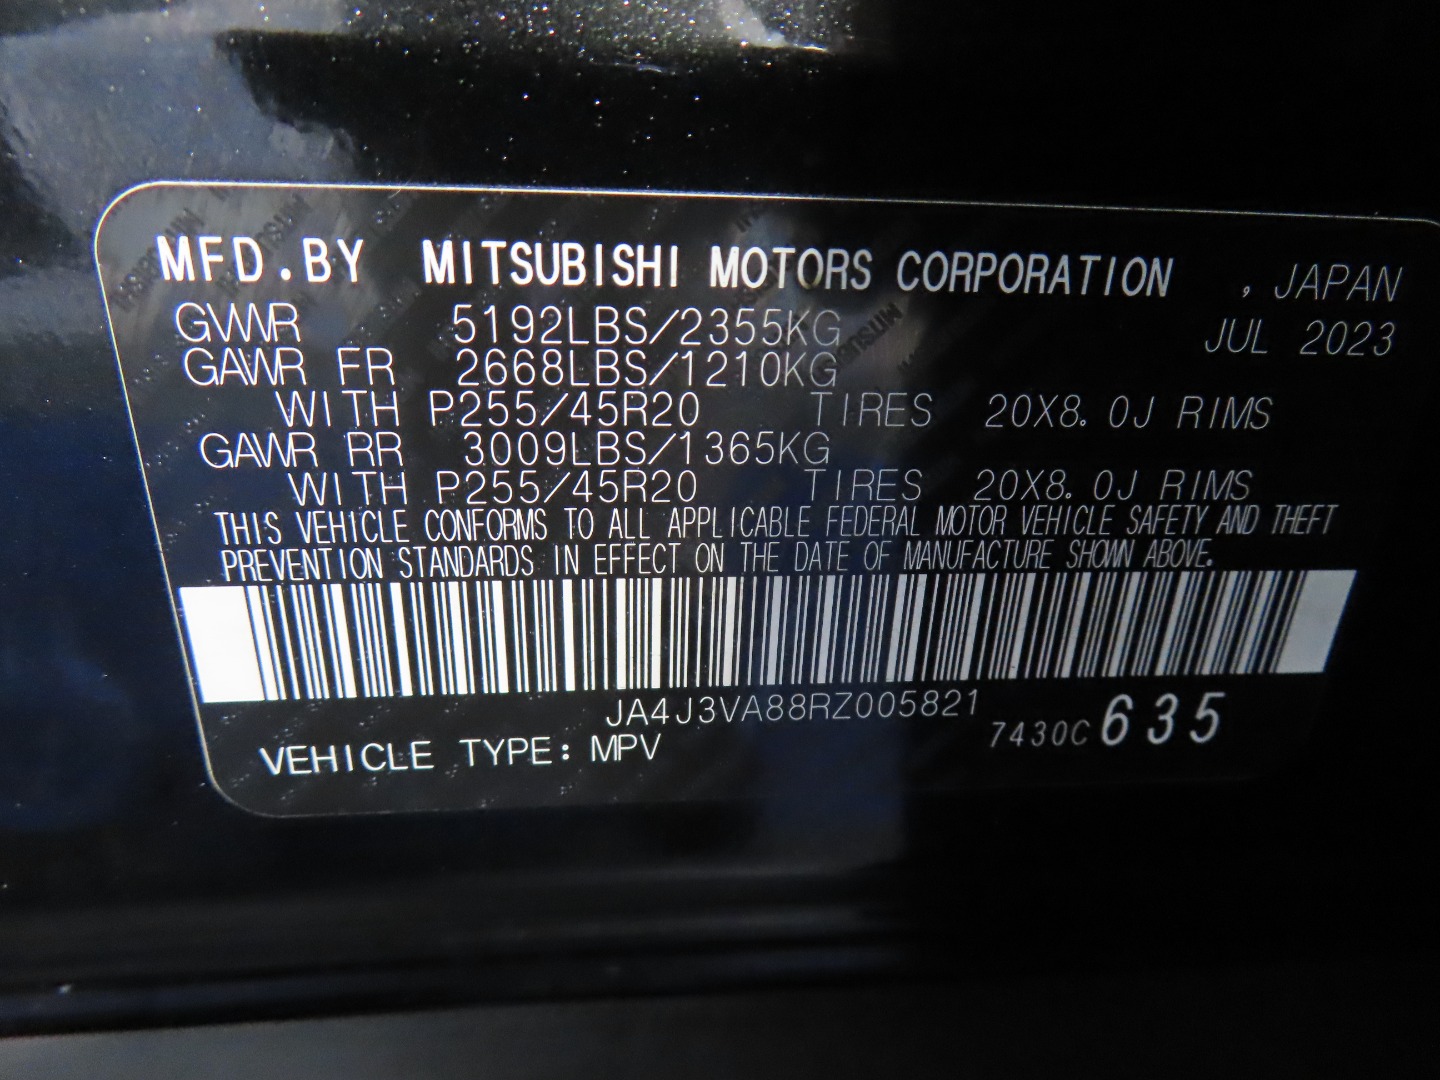 MFD.BY MITSUBISHI MOTORS CORPORATION , JAPAN
GVWR 5192LBS/2355KG JUL 2023
GAWR FR 2668LBS/1210KG
WITH P255/45R20 TIRES 20X8.0J RIMS
GAWR RR 3009LBS/1365KG
WITH P255/45R20 TIRES 20X8.0J RIMS
THIS VEHICLE CONFORMS TO ALL APPLICABLE FEDERAL MOTOR VEHICLE SAFETY AND THEFT
PREVENTION STANDARDS IN EFFECT ON THE DATE OF MANUFACTURE SHOWN ABOVE.
JA4J3VA88RZ005821
VEHICLE TYPE: MPV 7430C 635